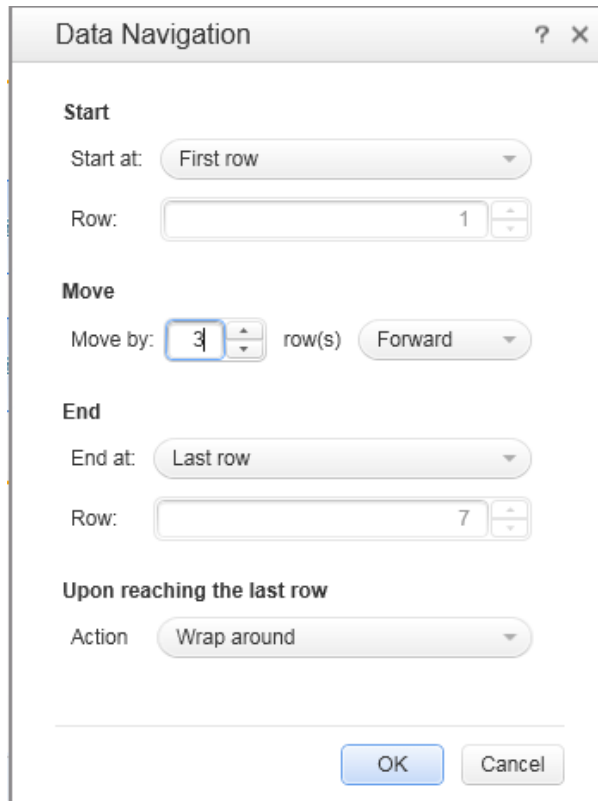 Data Navigation ?
Start
Start at: First row
Row: 1
Move
Move by: 3 row(s) Forward
End
End at: Last row
Row: 7
Upon reaching the last row
Action Wrap around
OK Cancel